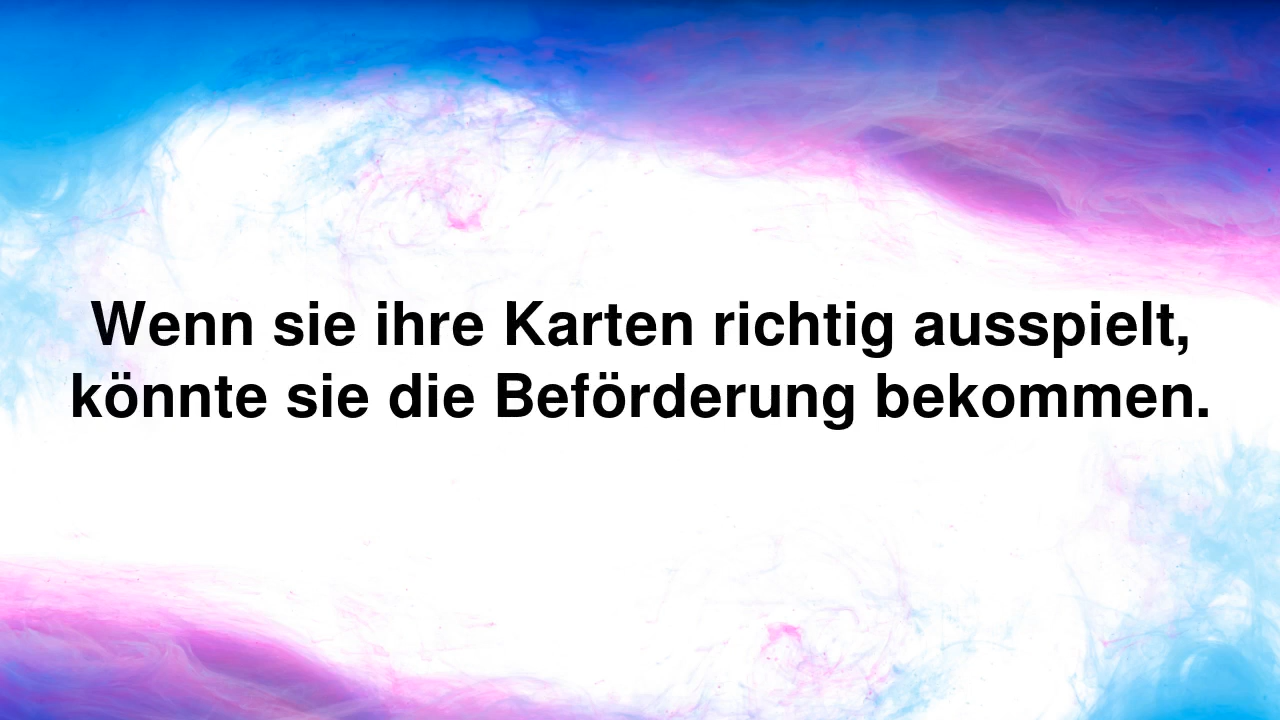 Wenn sie ihre Karten richtig ausspielt,
könnte sie die Beförderung bekommen.